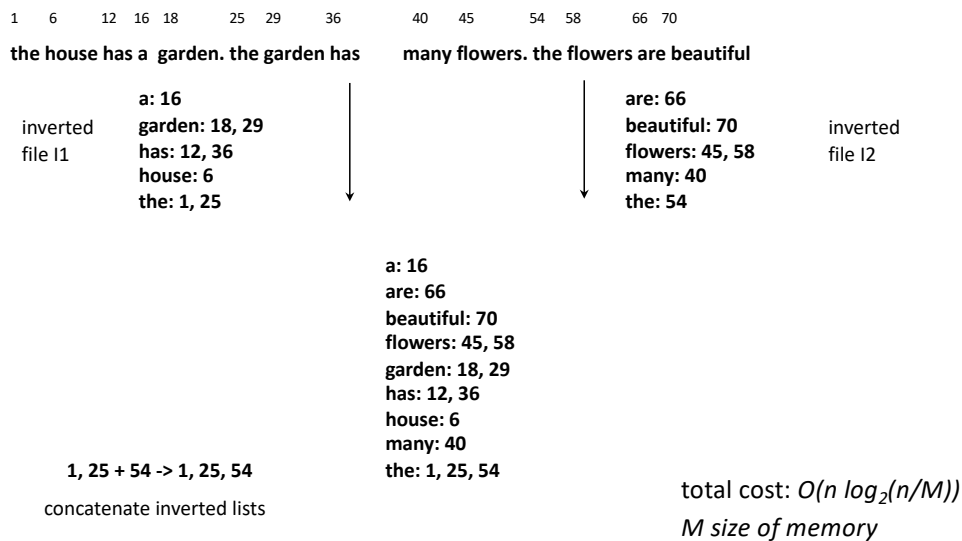 1 6 12 16 18 25 29 36 40 45 54 58 66 70
the house has a garden. the garden has many flowers. the flowers are beautiful
inverted
file I1
a: 16
garden: 18, 29
has: 12, 36
house: 6
the: 1, 25
are: 66
beautiful: 70
flowers: 45, 58
many: 40
the: 54
inverted
file I2
a: 16
are: 66
beautiful: 70
flowers: 45, 58
garden: 18, 29
has: 12, 36
house: 6
many: 40
the: 1, 25, 54
1, 25 + 54 -> 1, 25, 54
concatenate inverted lists
total cost: O(n log₂(n/M))
M size of memory